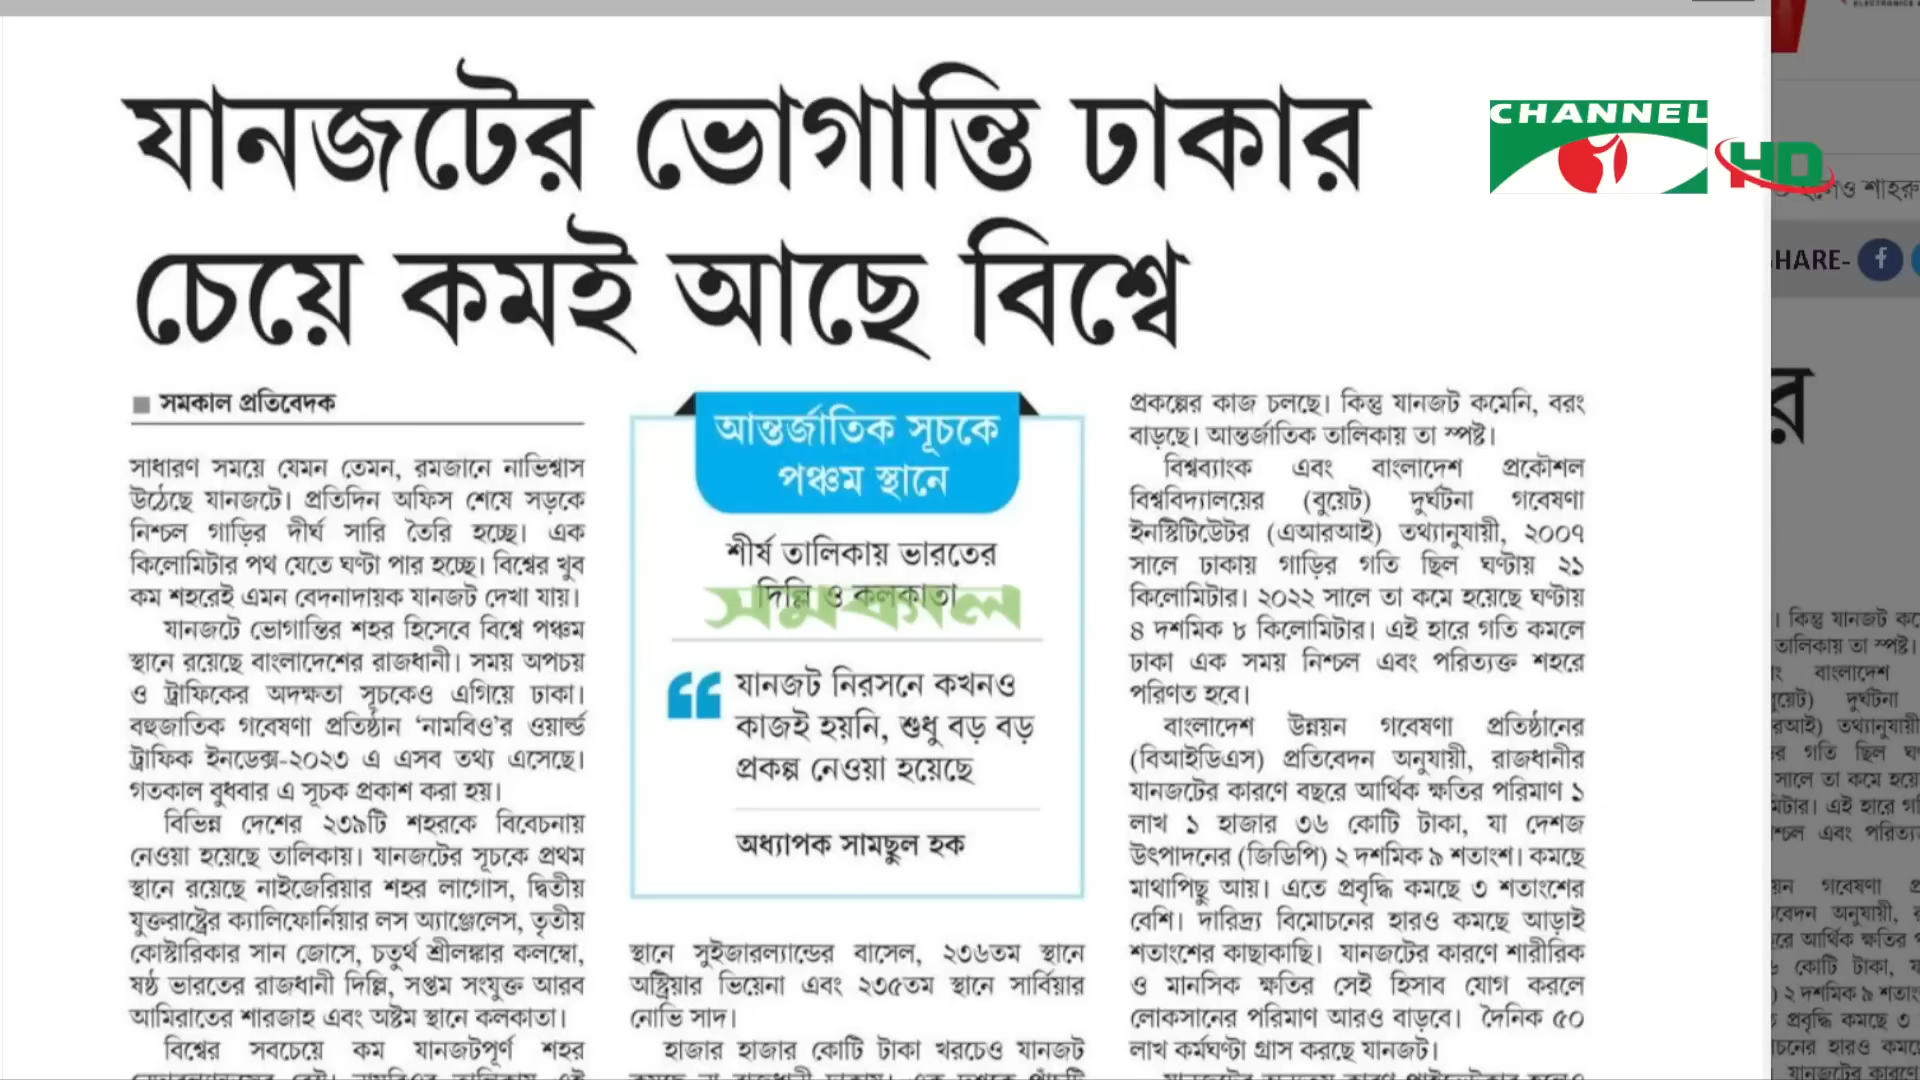 যানজটের ভোগান্তি ঢাকার
চেয়ে কমই আছে বিশ্বে
CHANNEL
HD
SHARE-
সমকাল প্রতিবেদক
সাধারণ সময়ে যেমন তেমন, রমজানে নাভিশ্বাস
উঠেছে যানজটে। প্রতিদিন অফিস শেষে সড়কে
নিশ্চল গাড়ির দীর্ঘ সারি তৈরি হচ্ছে। এক
কিলোমিটার পথ যেতে ঘণ্টা পার হচ্ছে। বিশ্বের খুব
কম শহরেই এমন বেদনাদায়ক যানজট দেখা যায়।
যানজটে ভোগান্তির শহর হিসেবে বিশ্বে পঞ্চম
স্থানে রয়েছে বাংলাদেশের রাজধানী। সময় অপচয়
ও ট্রাফিকের অদক্ষতা সূচকেও এগিয়ে ঢাকা।
বহুজাতিক গবেষণা প্রতিষ্ঠান ‘নামবিও’র ওয়ার্ল্ড
ট্রাফিক ইনডেক্স-২০২৩ এ এসব তথ্য এসেছে।
গতকাল বুধবার এ সূচক প্রকাশ করা হয়।
বিভিন্ন দেশের ২৩৯টি শহরকে বিবেচনায়
নেওয়া হয়েছে তালিকায়। যানজটের সূচকে প্রথম
স্থানে রয়েছে নাইজেরিয়ার শহর লাগোস, দ্বিতীয়
যুক্তরাষ্ট্রের ক্যালিফোর্নিয়ার লস অ্যাঞ্জেলেস, তৃতীয়
কোস্টারিকার সান জোসে, চতুর্থ শ্রীলঙ্কার কলম্বো,
ষষ্ঠ ভারতের রাজধানী দিল্লি, সপ্তম সংযুক্ত আরব
আমিরাতের শারজাহ এবং অষ্টম স্থানে কলকাতা।
বিশ্বের সবচেয়ে কম যানজটপূর্ণ শহর
আন্তর্জাতিক সূচকে
পঞ্চম স্থানে
শীর্ষ তালিকায় ভারতের
দিল্লি ও কলকাতা
সমকাল
যানজট নিরসনে কখনও
কাজই হয়নি, শুধু বড় বড়
প্রকল্প নেওয়া হয়েছে
অধ্যাপক সামছুল হক
স্থানে সুইজারল্যান্ডের বাসেল, ২৩৬তম স্থানে
অস্ট্রিয়ার ভিয়েনা এবং ২৩৫তম স্থানে সার্বিয়ার
নোভি সাদ।
হাজার হাজার কোটি টাকা খরচেও যানজট
প্রকল্পের কাজ চলছে। কিন্তু যানজট কমেনি, বরং
বাড়ছে। আন্তর্জাতিক তালিকায় তা স্পষ্ট।
বিশ্বব্যাংক এবং বাংলাদেশ প্রকৌশল
বিশ্ববিদ্যালয়ের (বুয়েট) দুর্ঘটনা গবেষণা
ইনস্টিটিউটর (এআরআই) তথ্যানুযায়ী, ২০০৭
সালে ঢাকায় গাড়ির গতি ছিল ঘণ্টায় ২১
কিলোমিটার। ২০২২ সালে তা কমে হয়েছে ঘণ্টায়
৪ দশমিক ৮ কিলোমিটার। এই হারে গতি কমলে
ঢাকা এক সময় নিশ্চল এবং পরিত্যক্ত শহরে
পরিণত হবে।
বাংলাদেশ উন্নয়ন গবেষণা প্রতিষ্ঠানের
(বিআইডিএস) প্রতিবেদন অনুযায়ী, রাজধানীর
যানজটের কারণে বছরে আর্থিক ক্ষতির পরিমাণ ১
লাখ ১ হাজার ৩৬ কোটি টাকা, যা দেশজ
উৎপাদনের (জিডিপি) ২ দশমিক ৯ শতাংশ। কমছে
মাথাপিছু আয়। এতে প্রবৃদ্ধি কমছে ৩ শতাংশের
বেশি। দারিদ্র্য বিমোচনের হারও কমছে আড়াই
শতাংশের কাছাকাছি। যানজটের কারণে শারীরিক
ও মানসিক ক্ষতির সেই হিসাব যোগ করলে
লোকসানের পরিমাণ আরও বাড়বে। দৈনিক ৫০
লাখ কর্মঘণ্টা গ্রাস করছে যানজট।